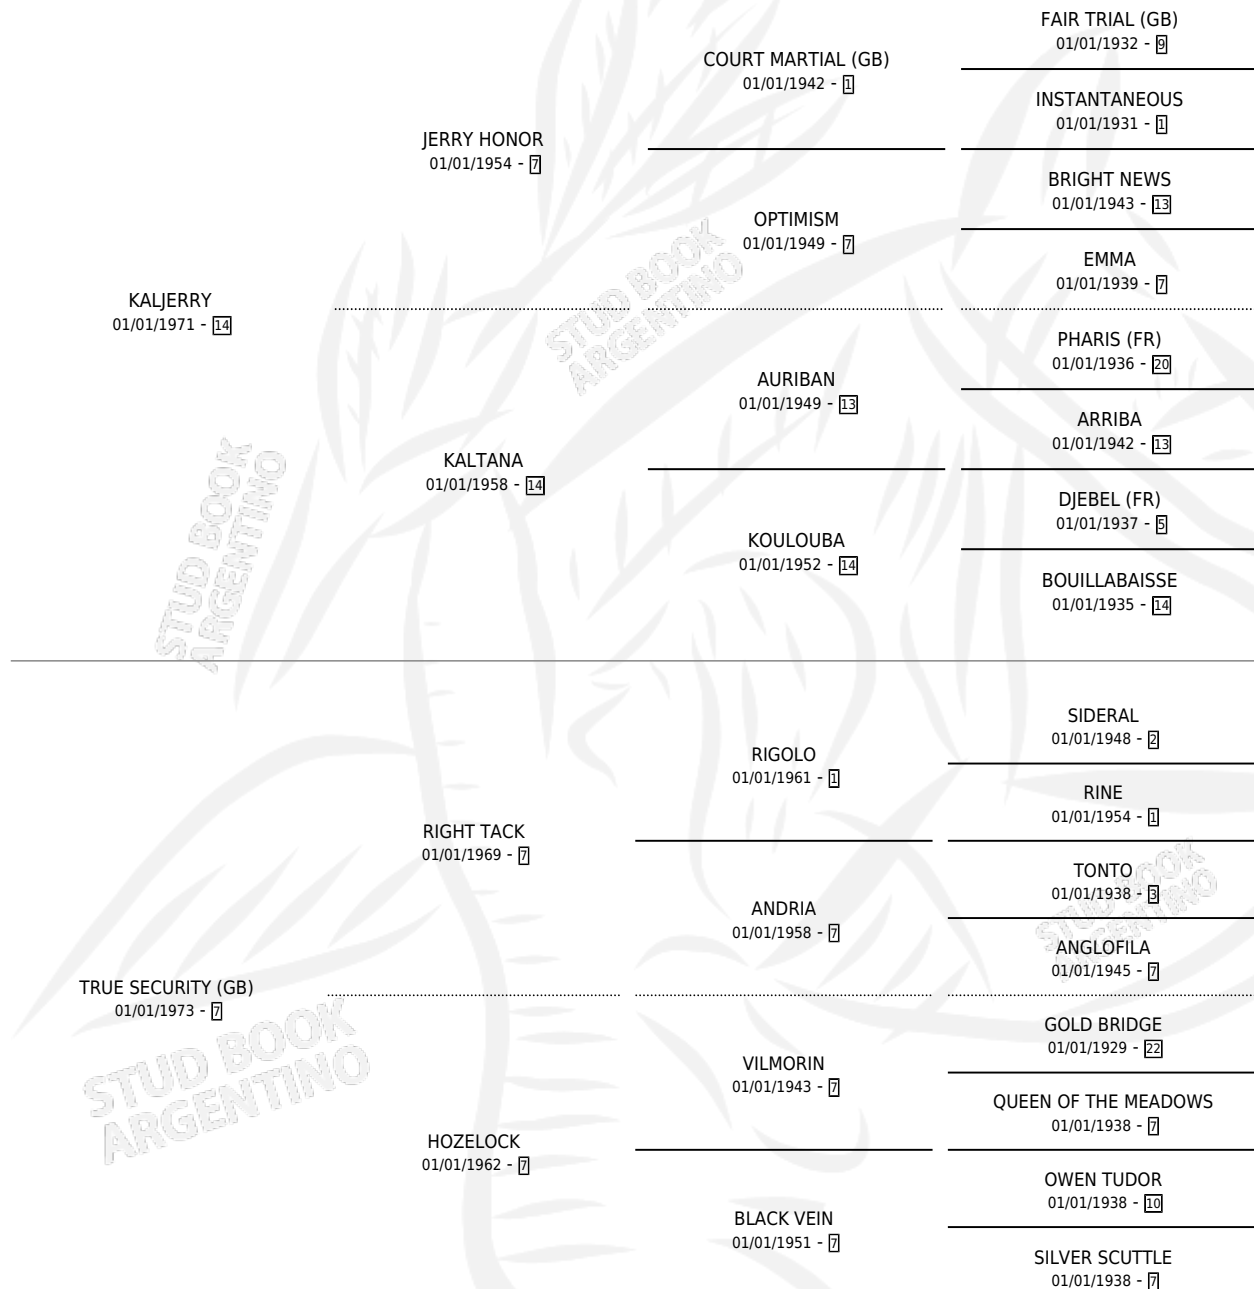 FAIR TRIAL (GB)
01/01/1932 - 9
COURT MARTIAL (GB)
01/01/1942 - 1
INSTANTANEOUS
01/01/1931 - 1
JERRY HONOR
01/01/1954 - 7
BRIGHT NEWS
01/01/1943 - 13
OPTIMISM
01/01/1949 - 7
EMMA
01/01/1939 - 7
KALJERRY
01/01/1971 - 14
PHARIS (FR)
01/01/1936 - 20
AURIBAN
01/01/1949 - 13
ARRIBA
01/01/1942 - 13
KALTANA
01/01/1958 - 14
DJEBEL (FR)
01/01/1937 - 5
KOULOUBA
01/01/1952 - 14
BOUILLABAISSE
01/01/1935 - 14
SIDERAL
01/01/1948 - 2
RIGOLO
01/01/1961 - 1
RINE
01/01/1954 - 1
RIGHT TACK
01/01/1969 - 7
TONTO
01/01/1938 - 3
ANDRIA
01/01/1958 - 7
ANGLOFILA
01/01/1945 - 7
TRUE SECURITY (GB)
01/01/1973 - 7
GOLD BRIDGE
01/01/1929 - 22
VILMORIN
01/01/1943 - 7
QUEEN OF THE MEADOWS
01/01/1938 - 7
HOZELOCK
01/01/1962 - 7
OWEN TUDOR
01/01/1938 - 10
BLACK VEIN
01/01/1951 - 7
SILVER SCUTTLE
01/01/1938 - 7
STUD BOOK
ARGENTINO
STUD BOOK
ARGENTINO
STUD BOOK
ARGENTINO
STUD BOOK
ARGENTINO